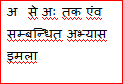 अ से अः तक एंव
सम्बन्धित अभ्यास
इमला